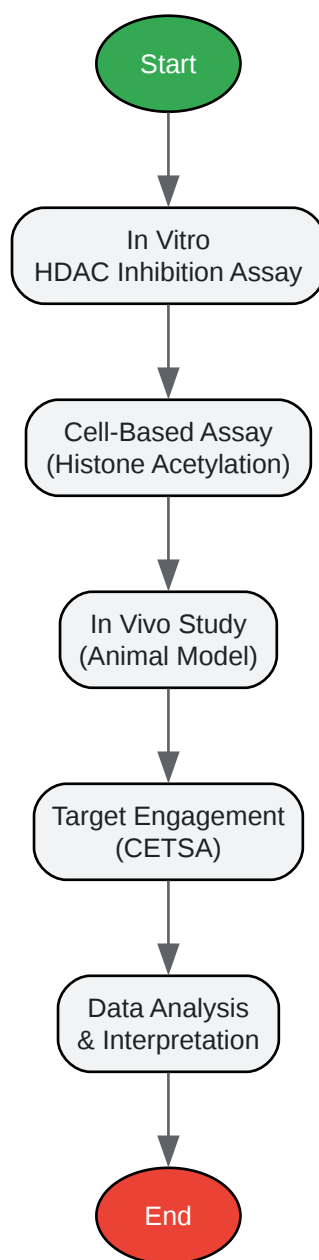 Start
In Vitro
HDAC Inhibition Assay
Cell-Based Assay
(Histone Acetylation)
In Vivo Study
(Animal Model)
Target Engagement
(CETSA)
Data Analysis
& Interpretation
End